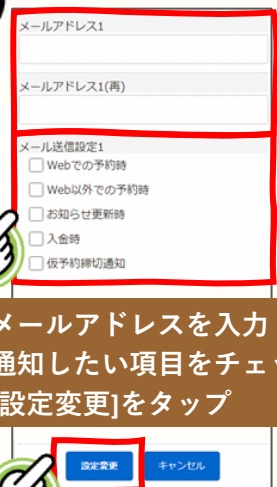 メールアドレス1
メールアドレス1(再)
メール送信設定1
Webでの予約時
Web以外での予約時
お知らせ更新時
入金時
仮予約締切通知
メールアドレスを入力
通知したい項目をチェッ
設定変更]をタップ
設定変更 キャンセル